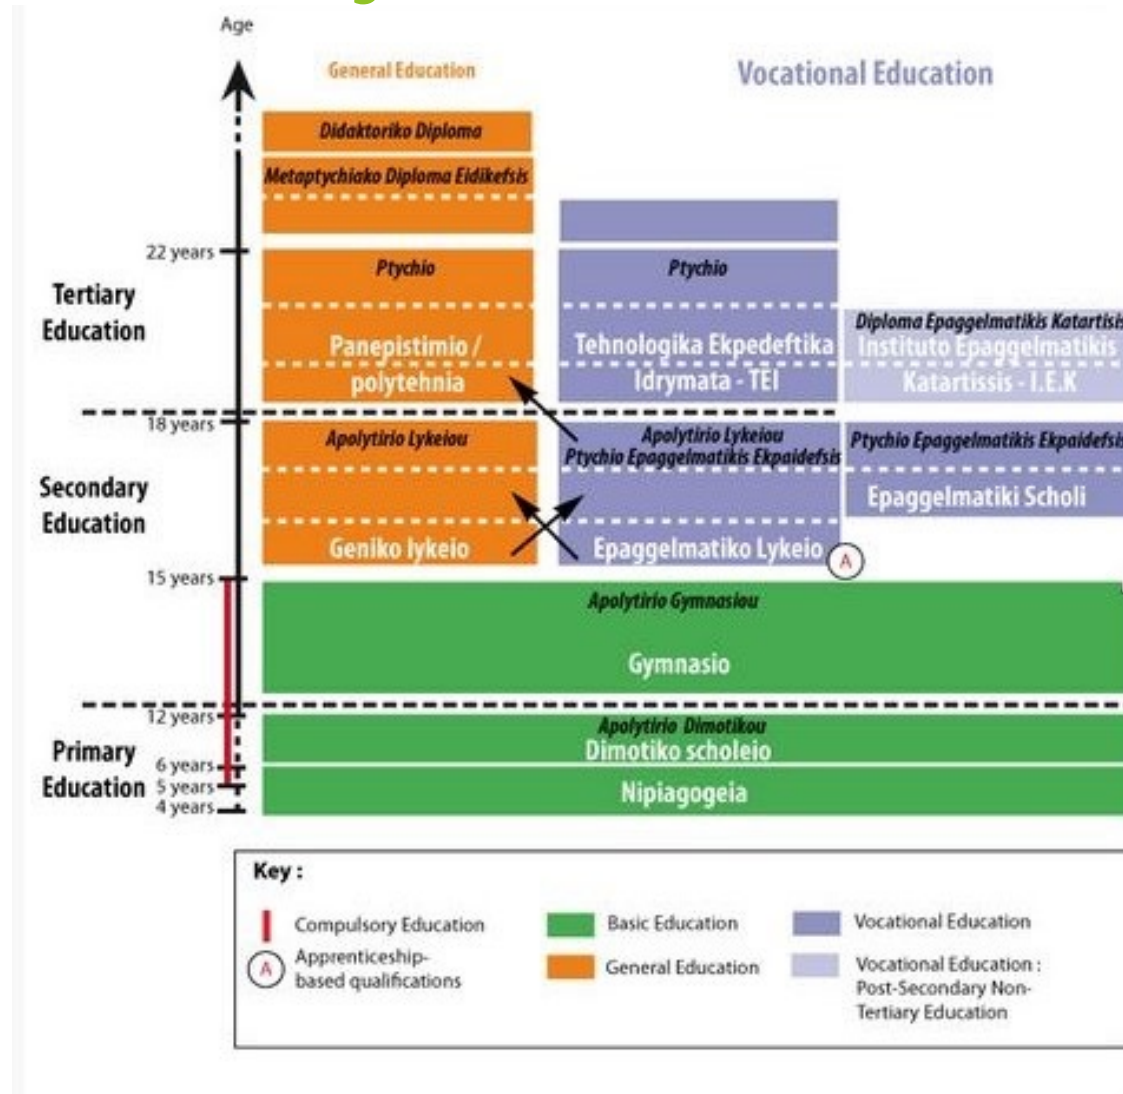 Age
General Education
Vocational Education
Didaktoriko Diploma
Metaptychiako Diploma Eidikefsis
22 years
Tertiary
Education
Ptychio
Panepistimio /
polytehnia
Ptychio
Tehnologika Ekpedeftika
Idrymata - TEI
Diploma Epaggelmatikis Katartisis
Instituto Epaggelmatikis
Katartissis - I.E.K
18 years
Secondary
Education
Apolytirio Lykeiou
Geniko lykeio
Apolytirio Lykeiou
Ptychio Epaggelmatikis Ekpaidefsis
Epaggelmatiko Lykeio
A
Ptychio Epaggelmatikis Ekpaidefsis
Epaggelmatiki Scholi
15 years
Apolytirio Gymnasiou
Gymnasio
12 years
Primary
Education
6 years
5 years
4 years
Apolytirio Dimotikou
Dimotiko scholeio
Nipiagogeia
Key :
Compulsory Education
A
Apprenticeship-
based qualifications
Basic Education
General Education
Vocational Education
Vocational Education :
Post-Secondary Non-
Tertiary Education